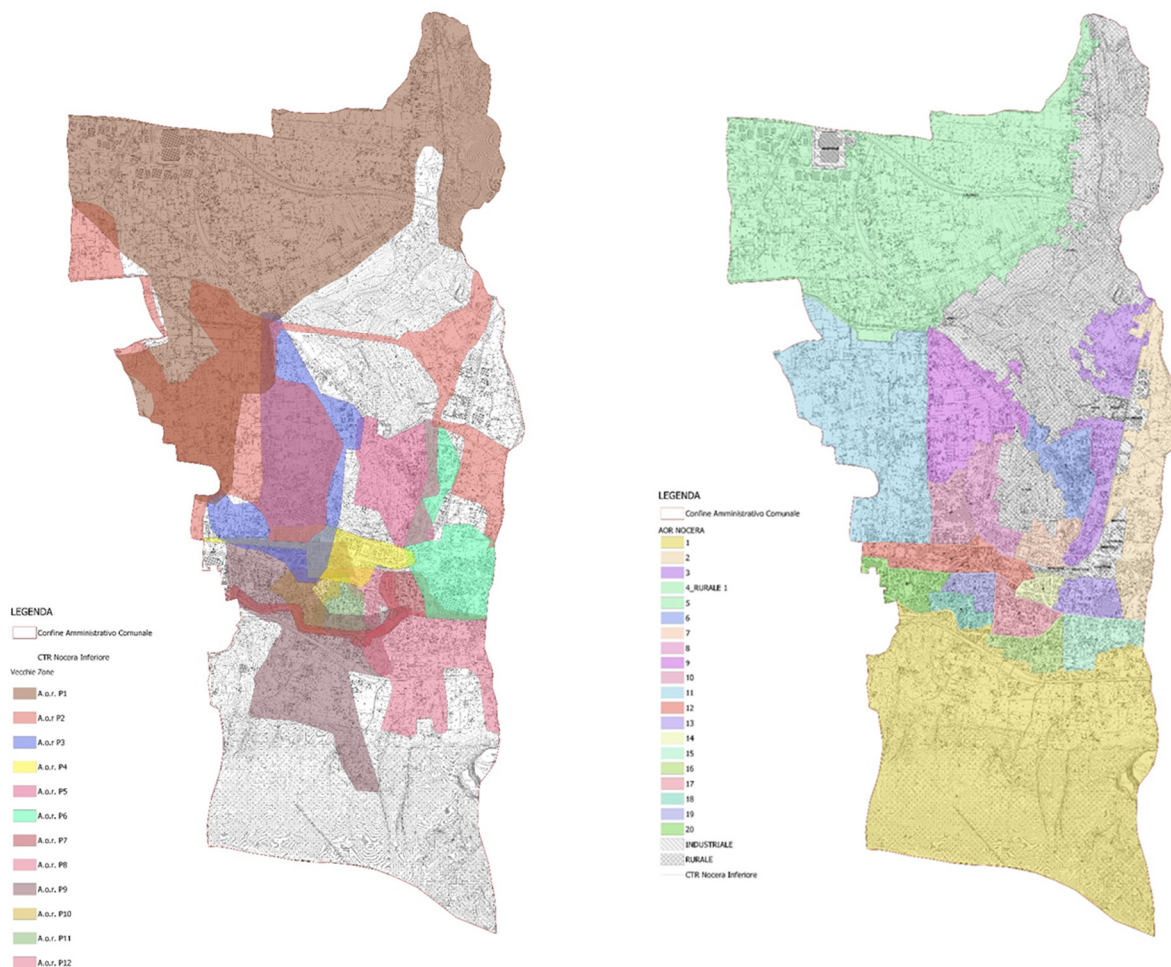 LEGENDA
Confine Amministrativo Comunale
CTR Nocera Inferiore
Vecchie Zone
A.o.r. P1
A.o.r P2
A.o.r P3
A.o.r. P4
A.o.r. P5
A.o.r. P6
A.o.r. P7
A.o.r. P8
A.o.r. P9
A.o.r. P10
A.o.r. P11
A.o.r. P12
LEGENDA
Confine Amministrativo Comunale
AOR NOCERA
1
2
3
4_RURALE 1
5
6
7
8
9
10
11
12
13
14
15
16
17
18
19
20
INDUSTRIALE
RURALE
CTR Nocera Inferiore